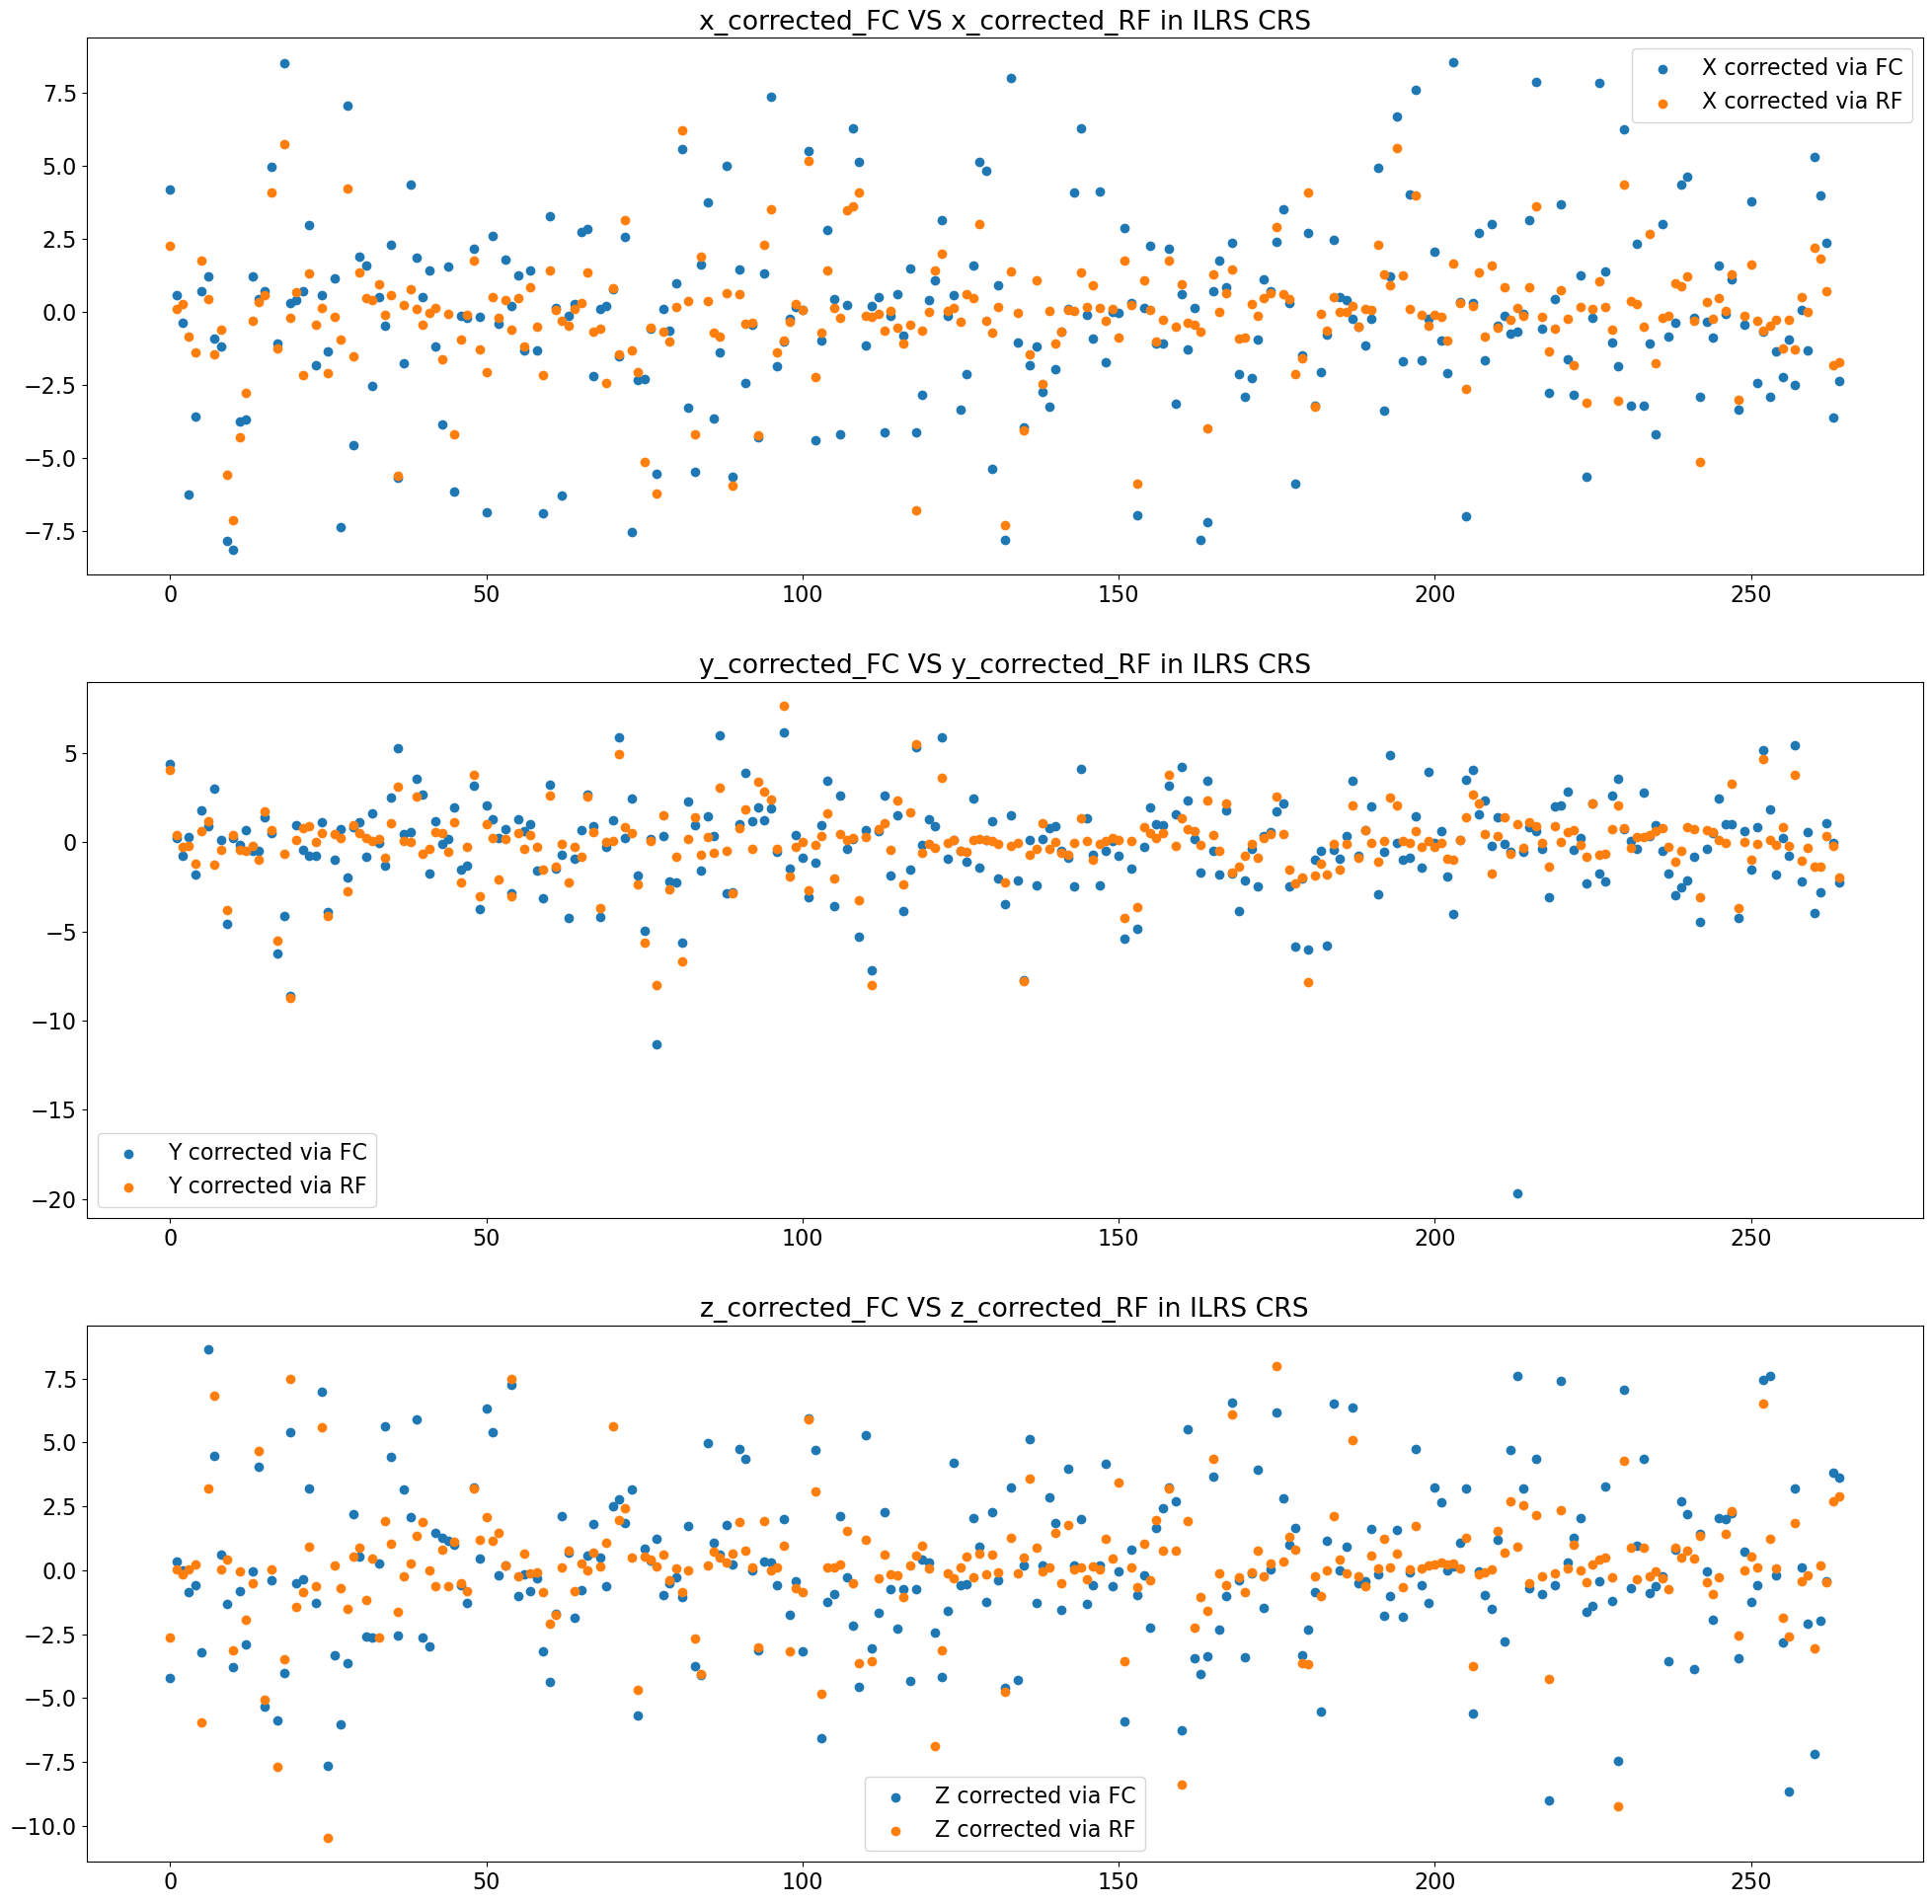 x_corrected_FC VS x_corrected_RF in ILRS CRS
X corrected via FC
X corrected via RF
7.5
5.0
2.5
0.0
−2.5
−5.0
−7.5
0 50 100 150 200 250
y_corrected_FC VS y_corrected_RF in ILRS CRS
5
0
−5
−10
−15
−20
Y corrected via FC
Y corrected via RF
0 50 100 150 200 250
z_corrected_FC VS z_corrected_RF in ILRS CRS
7.5
5.0
2.5
0.0
−2.5
−5.0
−7.5
−10.0
Z corrected via FC
Z corrected via RF
0 50 100 150 200 250